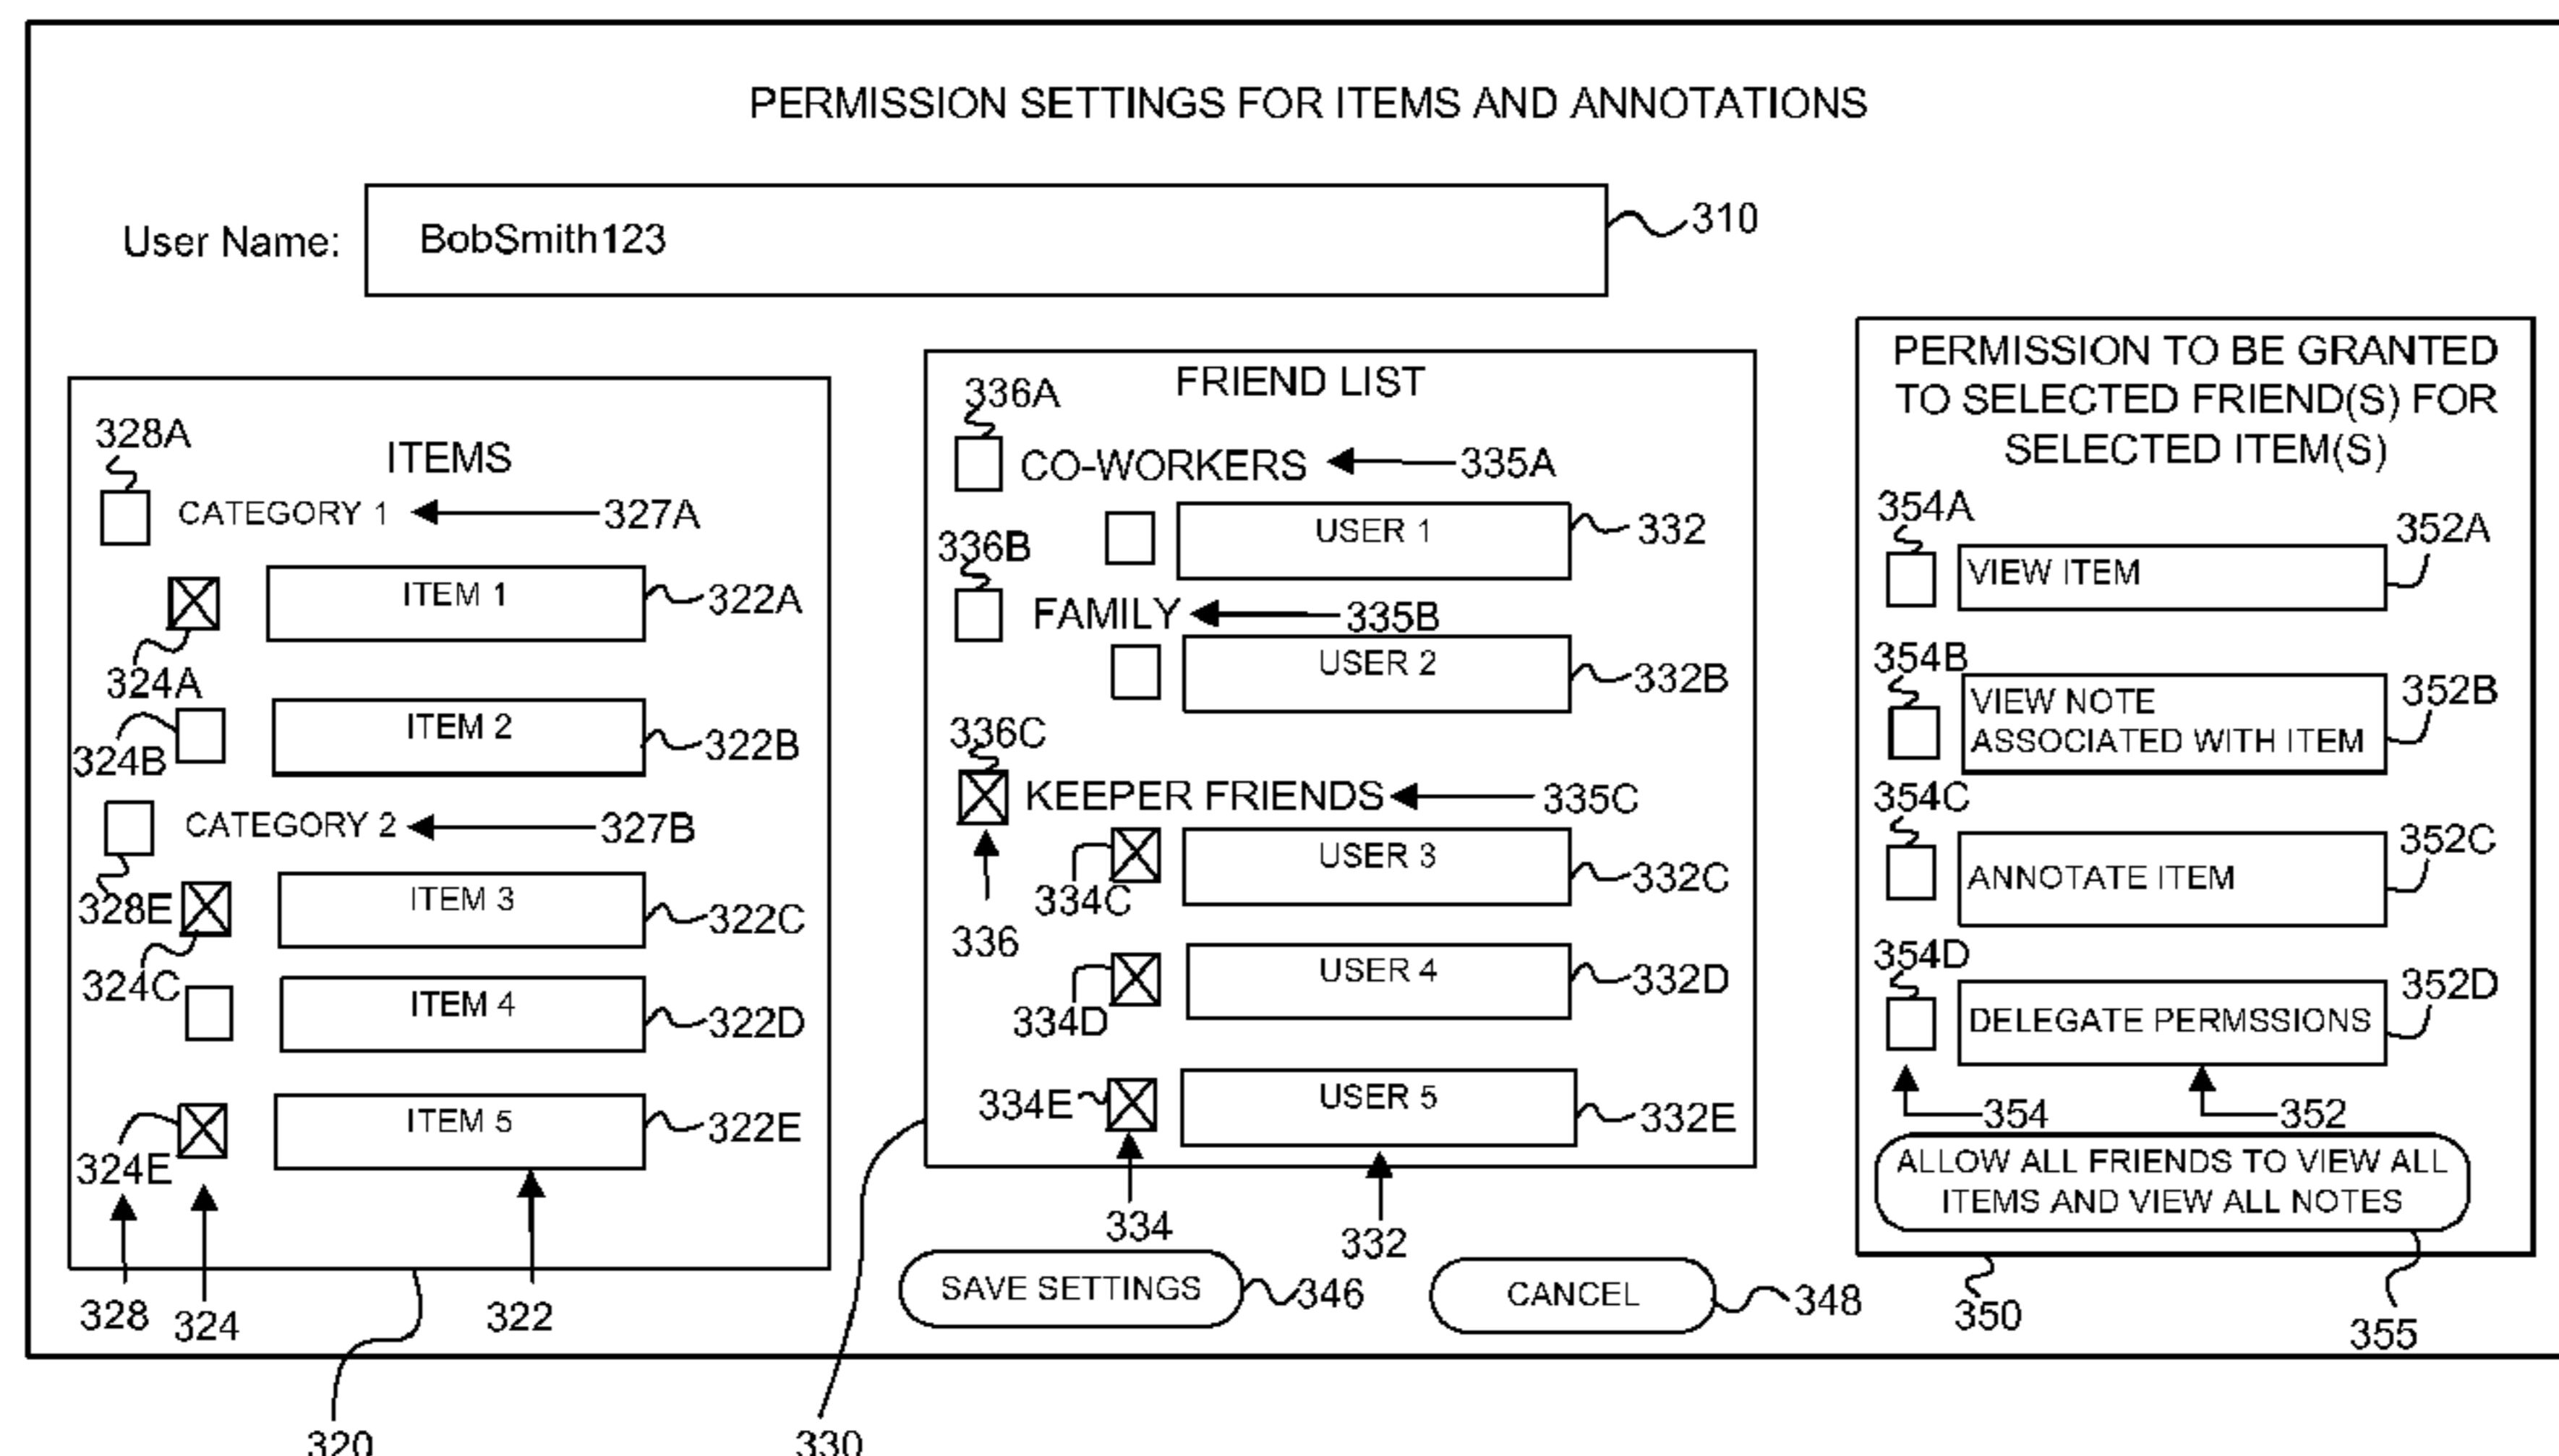 PERMISSION SETTINGS FOR ITEMS AND ANNOTATIONS
User Name: BobSmith123 310
328A
ITEMS
CATEGORY 1 327A
ITEM 1 322A
324A
ITEM 2 322B
324B
CATEGORY 2 327B
328E
ITEM 3 322C
324C
ITEM 4 322D
ITEM 5 322E
324E
328 324 322
320
FRIEND LIST
336A
CO-WORKERS 335A
USER 1 332
336B
FAMILY 335B
USER 2 332B
336C
KEEPER FRIENDS 335C
USER 3 332C
334C
336
USER 4 332D
334D
334E USER 5 332E
334 332
330
SAVE SETTINGS 346
CANCEL 348
PERMISSION TO BE GRANTED
TO SELECTED FRIEND(S) FOR
SELECTED ITEM(S)
354A
VIEW ITEM 352A
354B
VIEW NOTE
ASSOCIATED WITH ITEM 352B
354C
ANNOTATE ITEM 352C
354D
DELEGATE PERMSSIONS 352D
354 352
ALLOW ALL FRIENDS TO VIEW ALL
ITEMS AND VIEW ALL NOTES
350 355